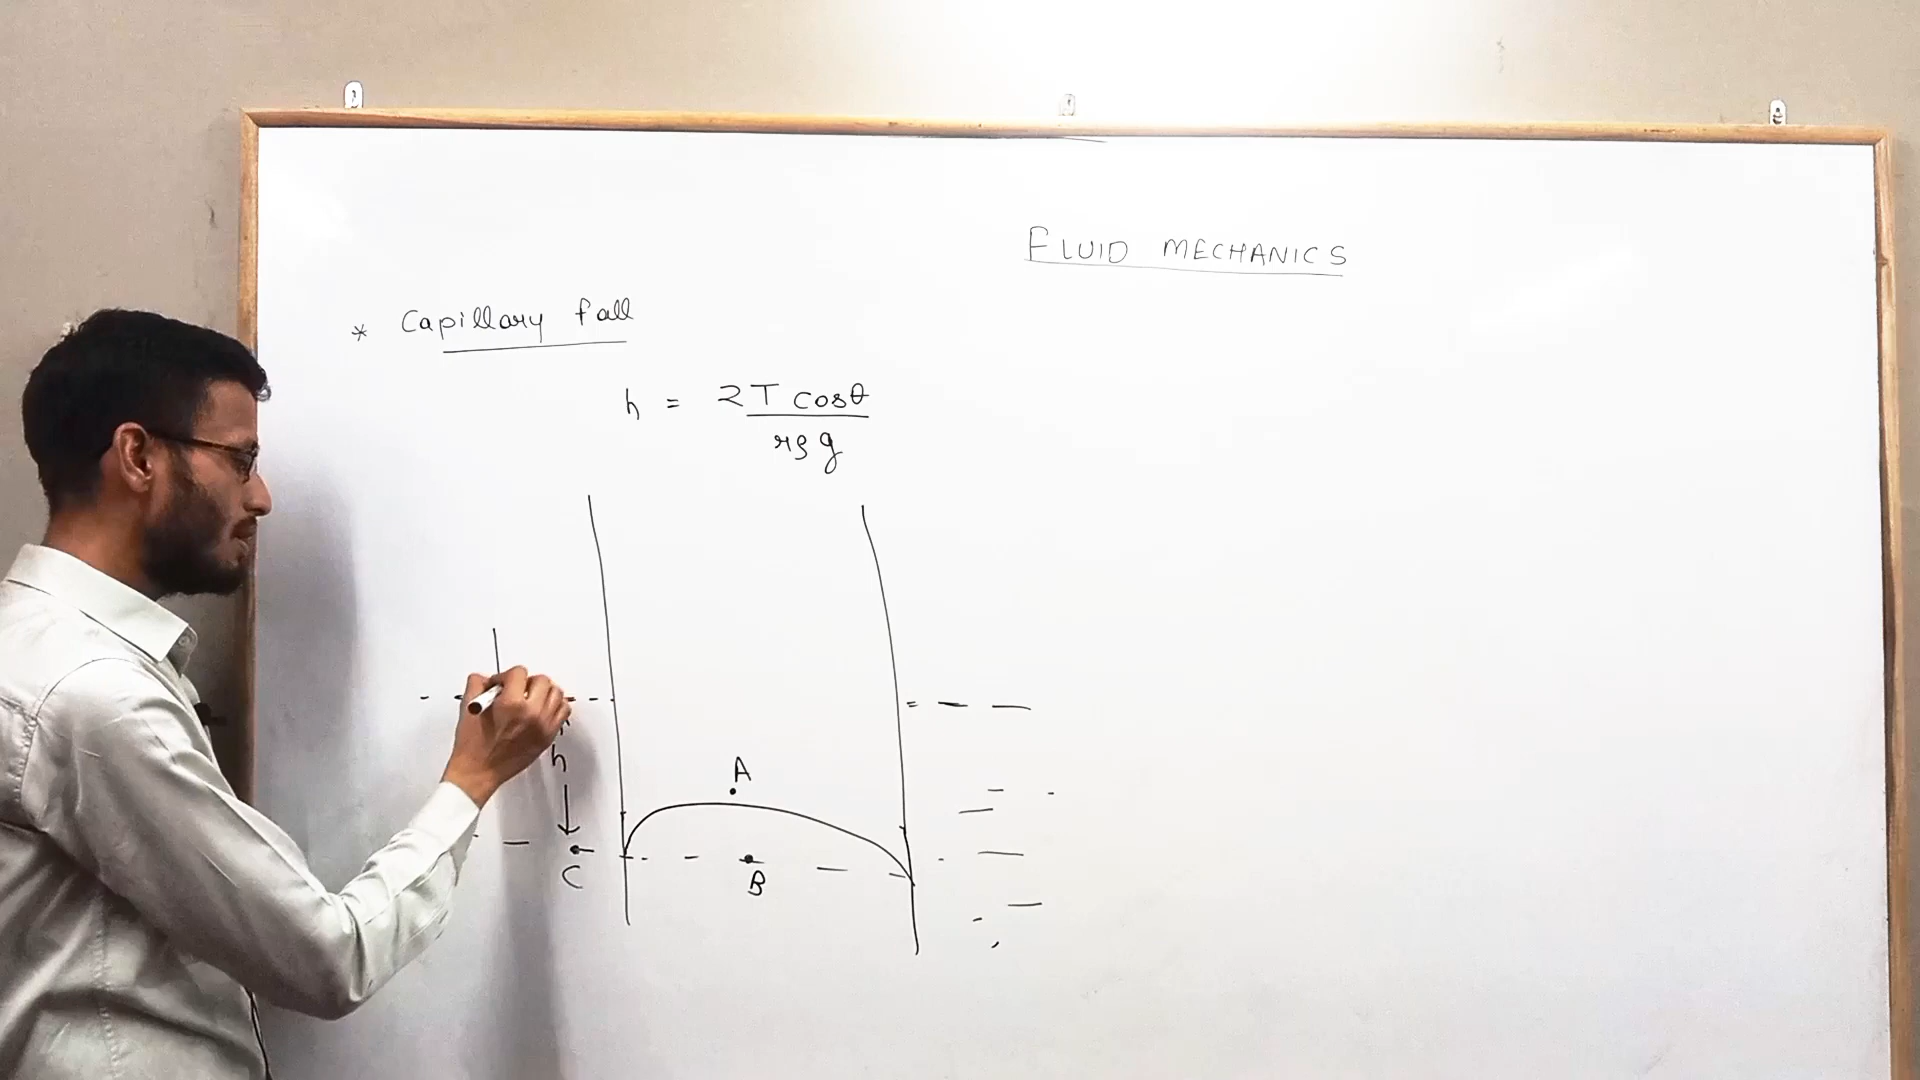 FLUID MECHANICS
* Capillary fall
h = 2T cosθ
rρg
h
A
C
B